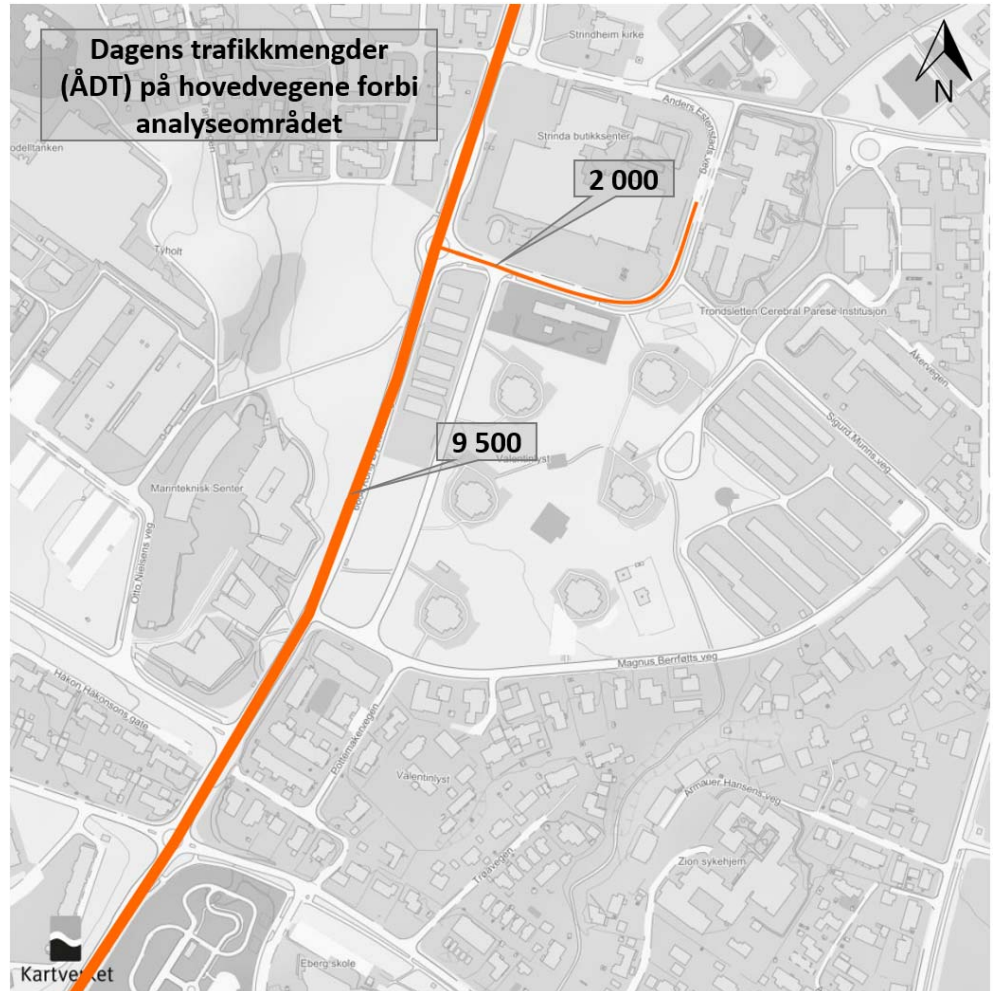 Dagens trafikkmengder
(ÅDT) på hovedvegene forbi
analyseområdet
N
Strindheim kirke
Anders Estenstads veg
Strinda butikksenter
2 000
Tyholt
Trondsletten Cerebral Parese Institusjon
Åkervegen
Sigurd Munns veg
9 500
Valentinlyst
Marinteknisk Senter
Otto Nielsens veg
Magnus Berrføtts veg
Håkon Håkonsons gate
Pottemakervegen
Valentinlyst
Armauer Hansens veg
Trøavegen
Zion sykehjem
Eberg skole
Kartverket